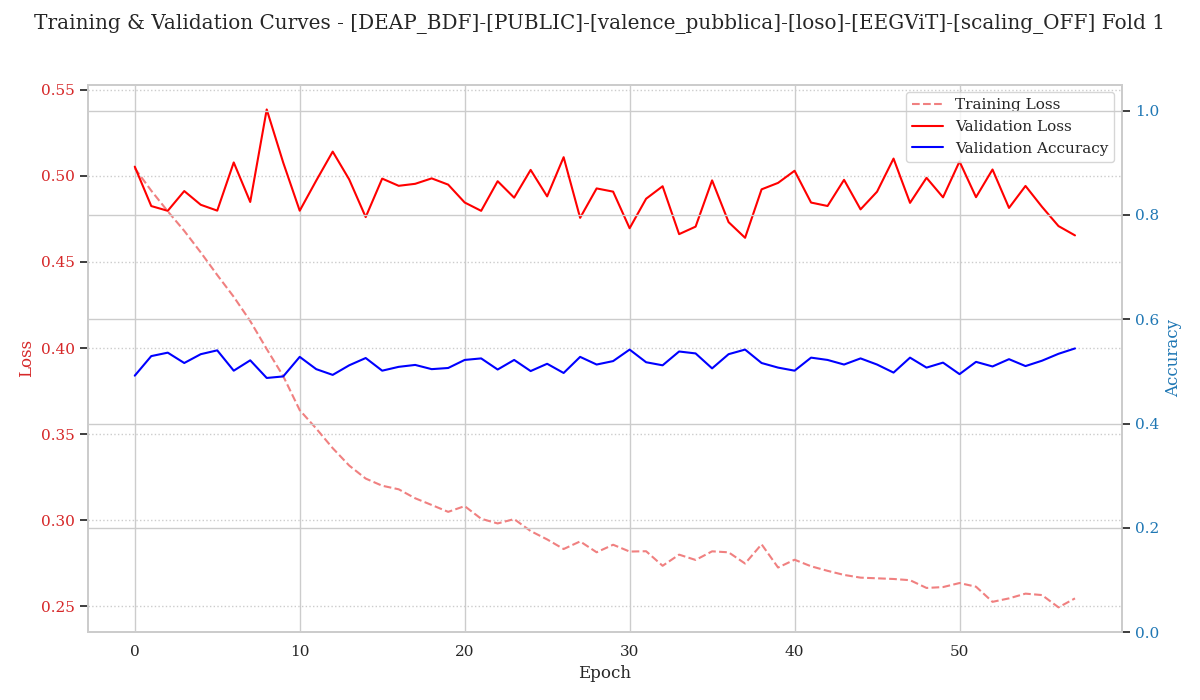 Training & Validation Curves - [DEAP_BDF]-[PUBLIC]-[valence_pubblica]-[loso]-[EEGViT]-[scaling_OFF] Fold 1
Training Loss
Validation Loss
Validation Accuracy
0.55
0.50
0.45
0.40
0.35
0.30
0.25
Loss
1.0
0.8
0.6
0.4
0.2
0.0
Accuracy
0 10 20 30 40 50
Epoch